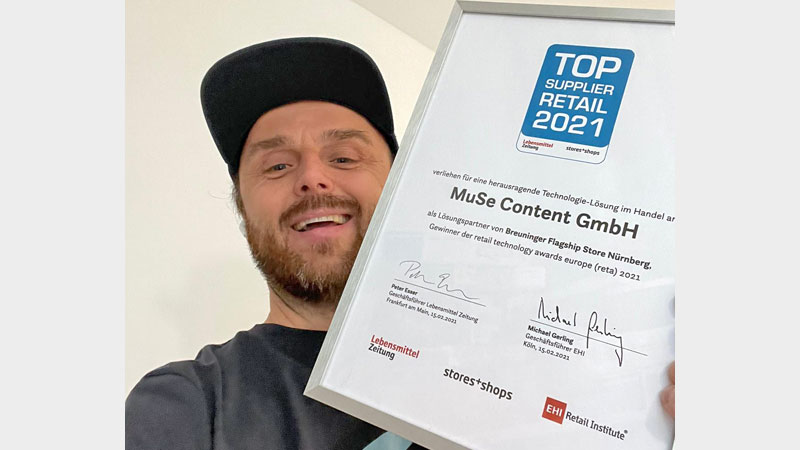 TOP
SUPPLIER
RETAIL
2021
Lebensmittel
Zeitung
stores+shops
verliehen für eine herausragende Technologie-Lösung im Handel an
MuSe Content GmbH
als Lösungspartner von Breuninger Flagship Store Nürnberg,
Gewinner der retail technology awards europe (reta) 2021
Peter Esser
Geschäftsführer Lebensmittel Zeitung
Frankfurt am Main, 15.02.2021
Michael Gerling
Michael Gerling
Geschäftsführer EHI
Köln, 15.02.2021
Lebensmittel
Zeitung
stores+shops
EHI Retail Institute®